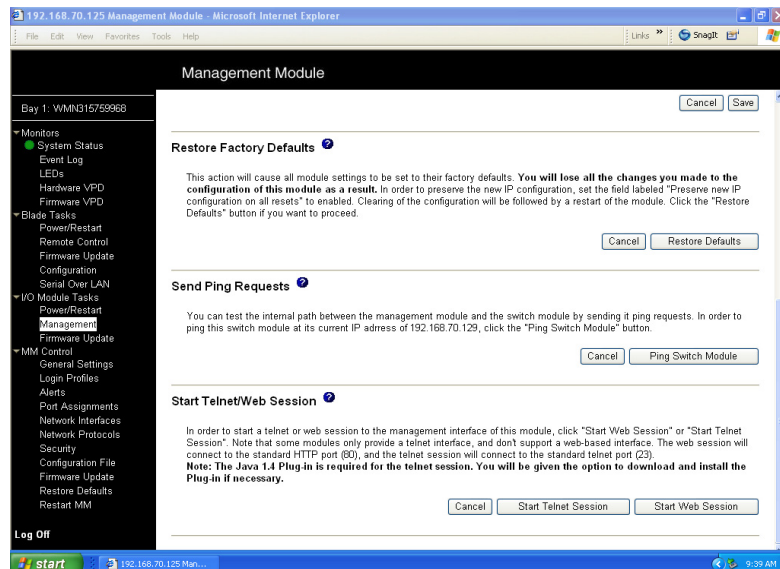 192.168.70.125 Management Module - Microsoft Internet Explorer
File Edit View Favorites Tools Help
Links » SnagIt
Management Module
Bay 1: WMN315759968
Cancel Save
Monitors
System Status
Event Log
LEDs
Hardware VPD
Firmware VPD
Blade Tasks
Power/Restart
Remote Control
Firmware Update
Configuration
Serial Over LAN
I/O Module Tasks
Power/Restart
Management
Firmware Update
MM Control
General Settings
Login Profiles
Alerts
Port Assignments
Network Interfaces
Network Protocols
Security
Configuration File
Firmware Update
Restore Defaults
Restart MM
Log Off
Restore Factory Defaults ?
This action will cause all module settings to be set to their factory defaults. You will lose all the changes you made to the
configuration of this module as a result. In order to preserve the new IP configuration, set the field labeled "Preserve new IP
configuration on all resets" to enabled. Clearing of the configuration will be followed by a restart of the module. Click the "Restore
Defaults" button if you want to proceed.
Cancel Restore Defaults
Send Ping Requests ?
You can test the internal path between the management module and the switch module by sending it ping requests. In order to
ping this switch module at its current IP adrress of 192.168.70.129, click the "Ping Switch Module" button.
Cancel Ping Switch Module
Start Telnet/Web Session ?
In order to start a telnet or web session to the management interface of this module, click "Start Web Session" or "Start Telnet
Session". Note that some modules only provide a telnet interface, and don't support a web-based interface. The web session will
connect to the standard HTTP port (80), and the telnet session will connect to the standard telnet port (23).
Note: The Java 1.4 Plug-in is required for the telnet session. You will be given the option to download and install the
Plug-in if necessary.
Cancel Start Telnet Session Start Web Session
start 192.168.70.125 Man... 9:39 AM